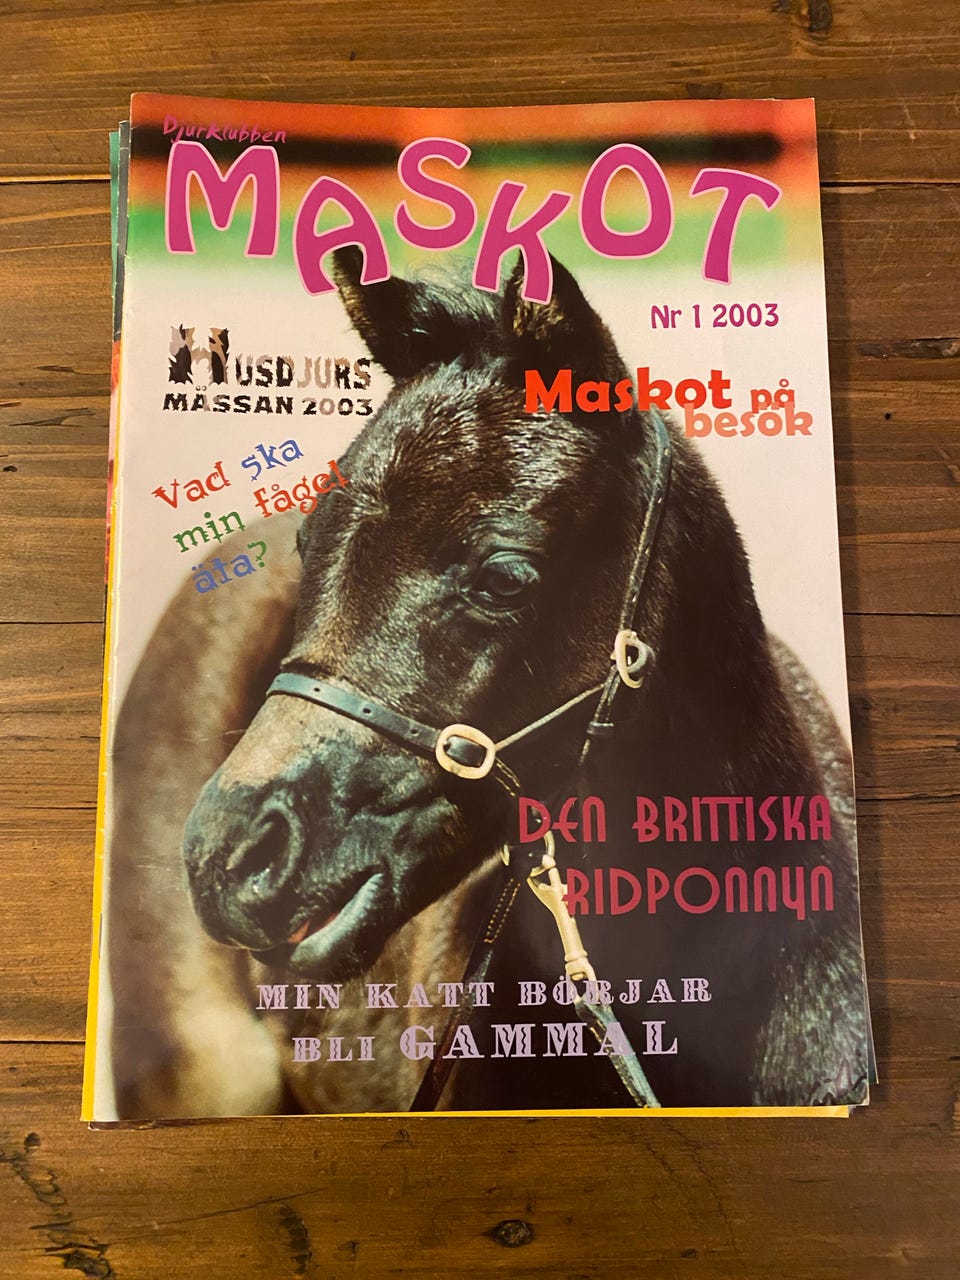 Djurklubben
MASKOT
Nr 1 2003
HUSDJURS
MÄSSAN 2003
Maskot på
besök
Vad ska
min fågel
äta?
DEN BRITTISKA
RIDPONNYN
MIN KATT BÖRJAR
BLI GAMMAL